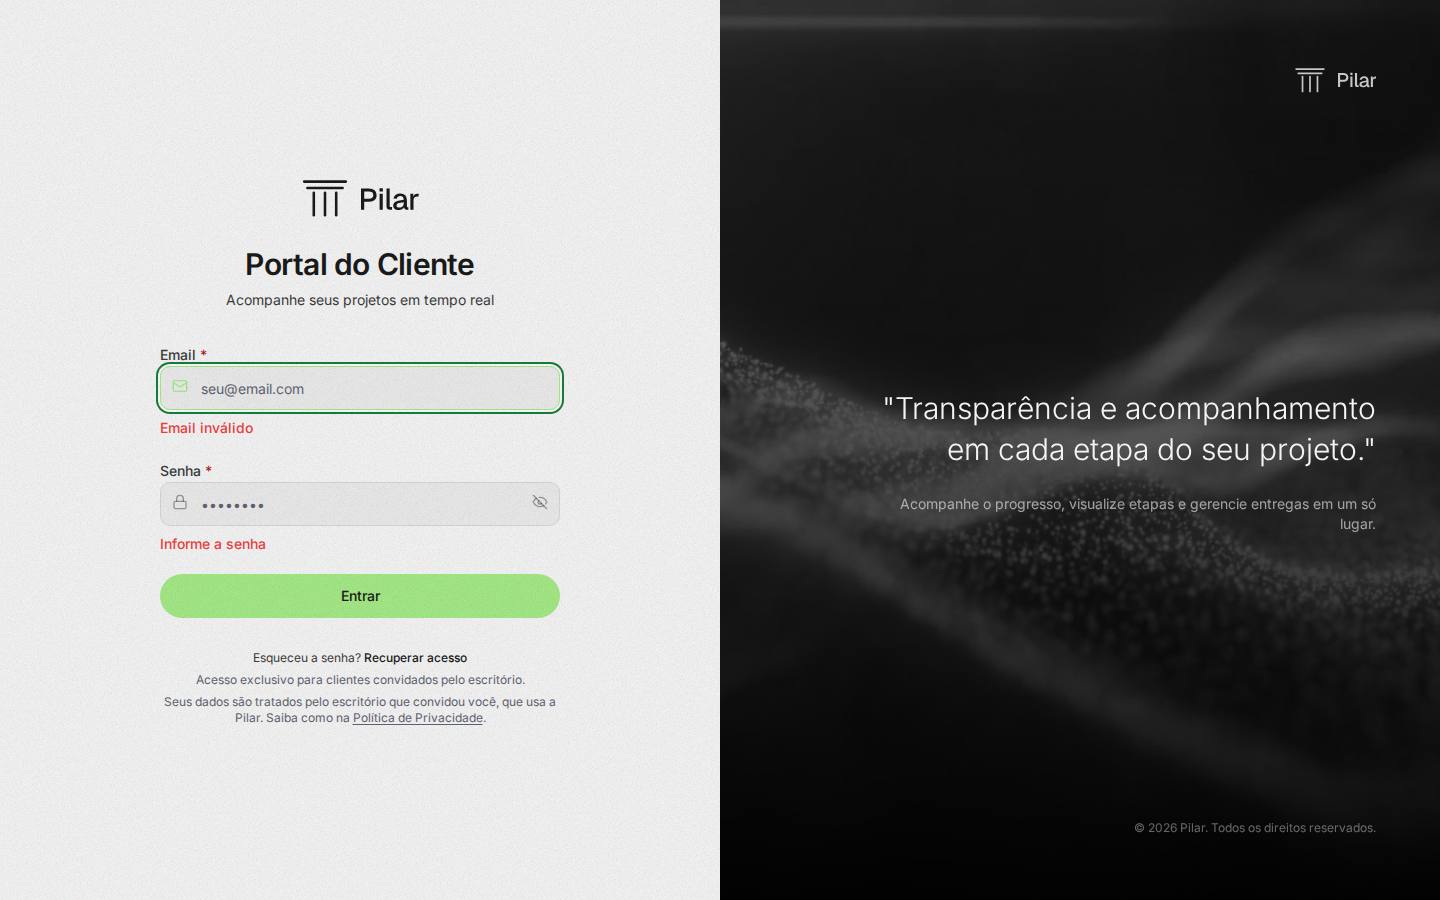 Pilar
Portal do Cliente
Acompanhe seus projetos em tempo real
Email *
seu@email.com
Email inválido
Senha *
••••••••
Informe a senha
Entrar
Esqueceu a senha? Recuperar acesso
Acesso exclusivo para clientes convidados pelo escritório.
Seus dados são tratados pelo escritório que convidou você, que usa a
Pilar. Saiba como na Política de Privacidade.
Pilar
"Transparência e acompanhamento
em cada etapa do seu projeto."
Acompanhe o progresso, visualize etapas e gerencie entregas em um só
lugar.
© 2026 Pilar. Todos os direitos reservados.